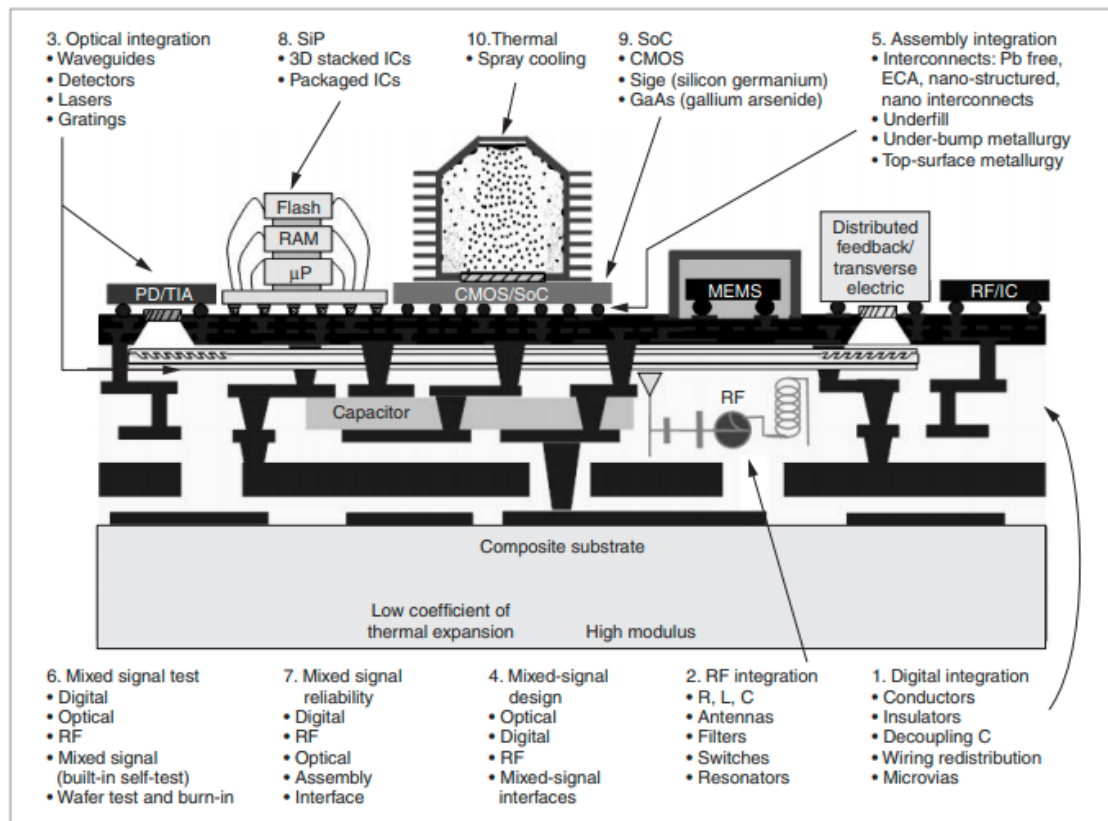 3. Optical integration
• Waveguides
• Detectors
• Lasers
• Gratings
8. SiP
• 3D stacked ICs
• Packaged ICs
10.Thermal
• Spray cooling
9. SoC
• CMOS
• Sige (silicon germanium)
• GaAs (gallium arsenide)
5. Assembly integration
• Interconnects: Pb free,
ECA, nano-structured,
nano interconnects
• Underfill
• Under-bump metallurgy
• Top-surface metallurgy
Flash
RAM
μP
PD/TIA
CMOS/SoC
MEMS
Distributed
feedback/
transverse
electric
RF/IC
Capacitor
RF
Composite substrate
Low coefficient of
thermal expansion
High modulus
6. Mixed signal test
• Digital
• Optical
• RF
• Mixed signal
(built-in self-test)
• Wafer test and burn-in
7. Mixed signal
reliability
• Digital
• RF
• Optical
• Assembly
• Interface
4. Mixed-signal
design
• Optical
• Digital
• RF
• Mixed-signal
interfaces
2. RF integration
• R, L, C
• Antennas
• Filters
• Switches
• Resonators
1. Digital integration
• Conductors
• Insulators
• Decoupling C
• Wiring redistribution
• Microvias